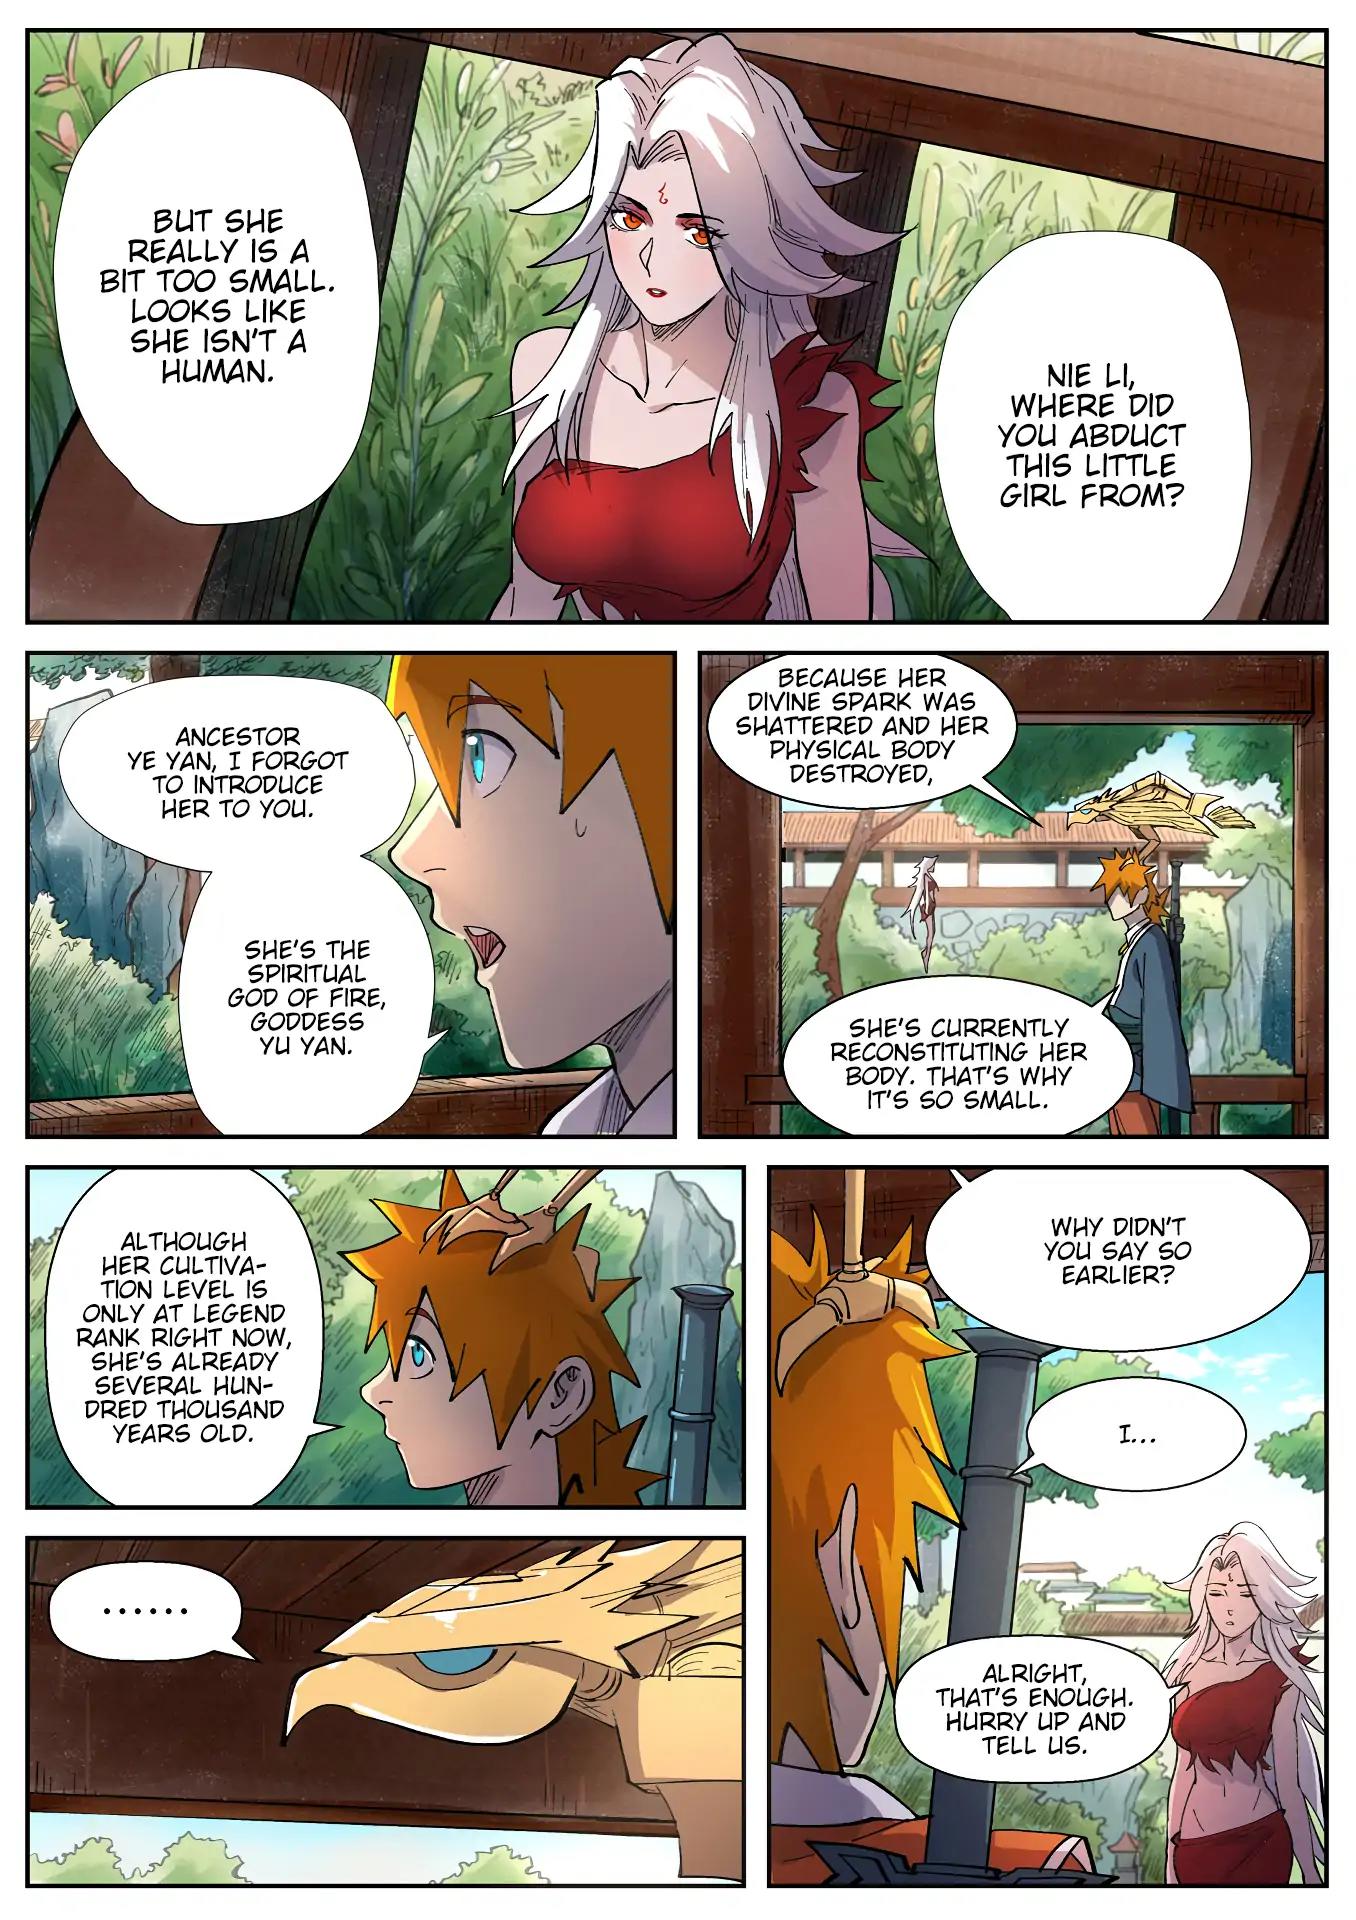 BUT SHE
REALLY IS A
BIT TOO SMALL.
LOOKS LIKE
SHE ISN'T A
HUMAN.
NIE LI,
WHERE DID
YOU ABDUCT
THIS LITTLE
GIRL FROM?
ANCESTOR
YE YAN, I FORGOT
TO INTRODUCE
HER TO YOU.
SHE'S THE
SPIRITUAL
GOD OF FIRE,
GODDESS
YU YAN.
BECAUSE HER
DIVINE SPARK WAS
SHATTERED AND HER
PHYSICAL BODY
DESTROYED,
SHE'S CURRENTLY
RECONSTITUTING HER
BODY. THAT'S WHY
IT'S SO SMALL.
ALTHOUGH
HER CULTIVA-
TION LEVEL IS
ONLY AT LEGEND
RANK RIGHT NOW,
SHE'S ALREADY
SEVERAL HUN-
DRED THOUSAND
YEARS OLD.
......
WHY DIDN'T
YOU SAY SO
EARLIER?
I...
ALRIGHT,
THAT'S ENOUGH.
HURRY UP AND
TELL US.